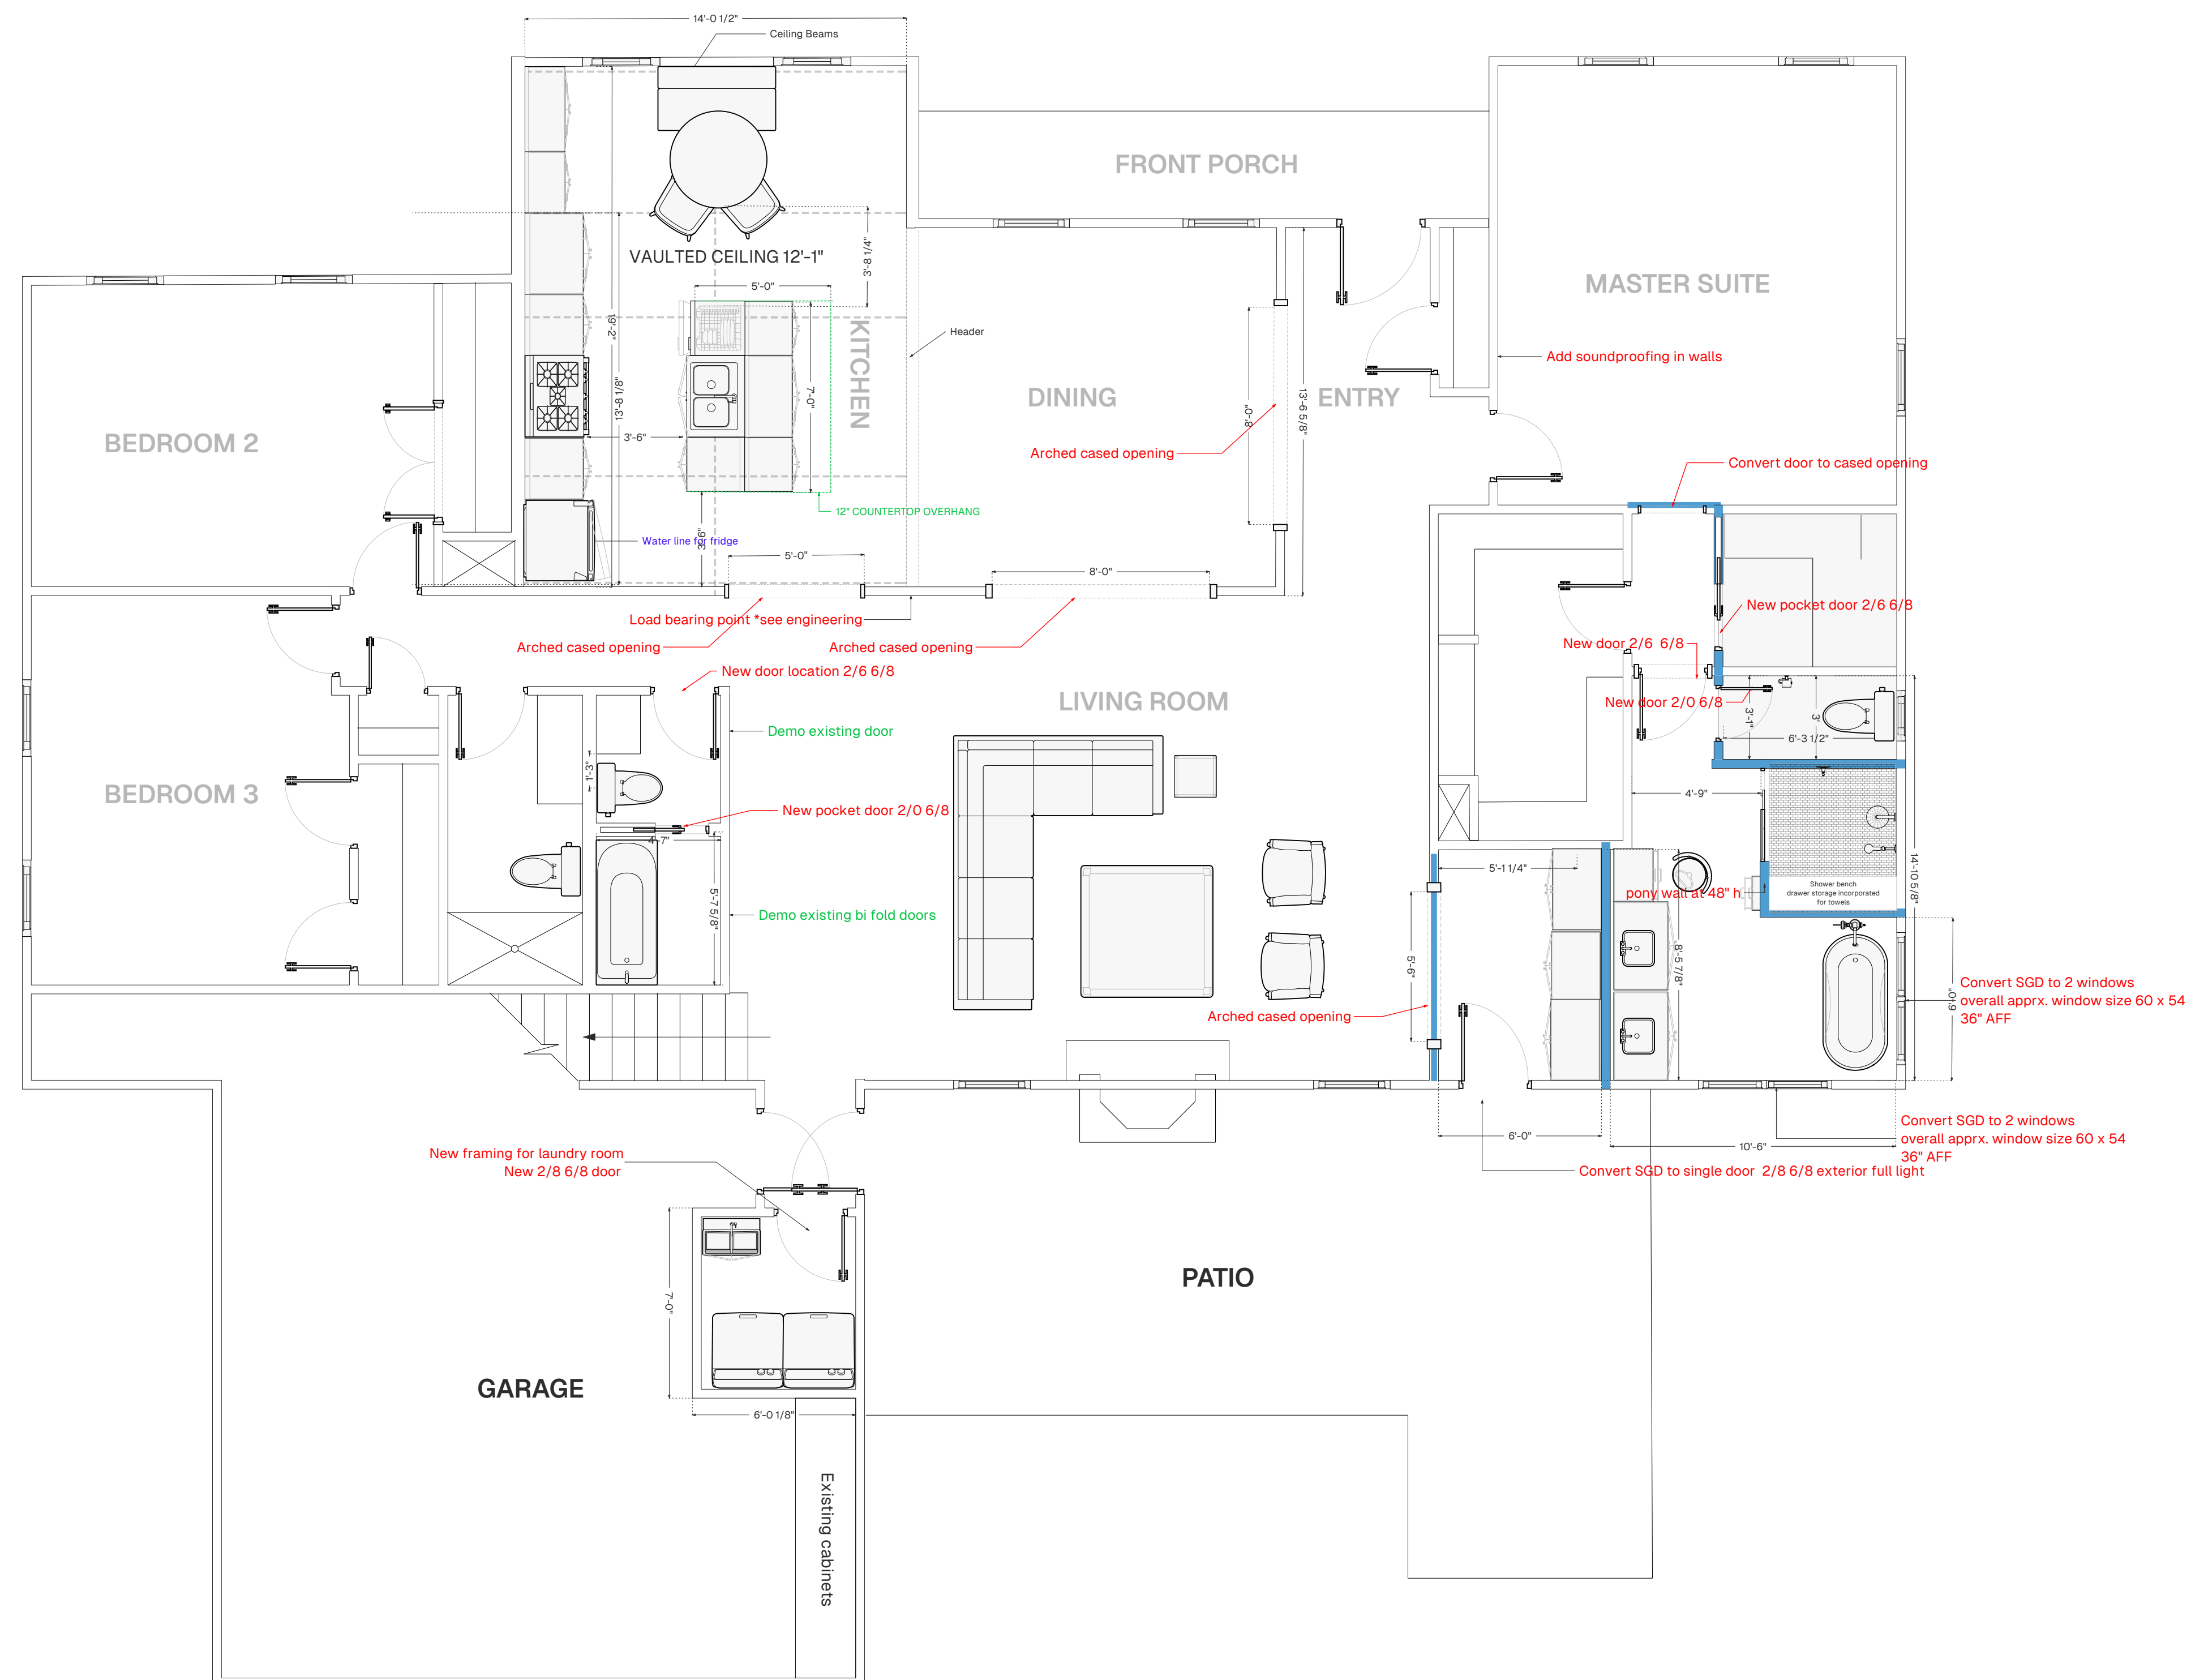 14'-0 1/2"
Ceiling Beams
FRONT PORCH
VAULTED CEILING 12'-1"
3'-8 1/4"
5'-0"
19'-2"
13'-8 1/8"
7'-0"
3'-6"
KITCHEN
Header
12" COUNTERTOP OVERHANG
Water line for fridge
3'-6"
5'-0"
DINING
Arched cased opening
8'-0"
13'-6 5/8"
ENTRY
8'-0"
MASTER SUITE
Add soundproofing in walls
Convert door to cased opening
BEDROOM 2
Load bearing point *see engineering
Arched cased opening
Arched cased opening
New door location 2/6 6/8
New pocket door 2/6 6/8
New door 2/6 6/8
New door 2/0 6/8
3'-1"
3'
6'-3 1/2"
LIVING ROOM
Demo existing door
BEDROOM 3
1'-3"
New pocket door 2/0 6/8
4'-7"
5'-7 5/8"
Demo existing bi fold doors
4'-9"
14'-10 5/8"
5'-1 1/4"
pony wall at 48" h
Shower bench
drawer storage incorporated
for towels
8'-5 7/8"
5'-6"
Arched cased opening
6'-0"
Convert SGD to 2 windows
overall apprx. window size 60 x 54
36" AFF
Convert SGD to 2 windows
overall apprx. window size 60 x 54
36" AFF
6'-0"
10'-6"
Convert SGD to single door 2/8 6/8 exterior full light
New framing for laundry room
New 2/8 6/8 door
PATIO
7'-0"
GARAGE
6'-0 1/8"
Existing cabinets